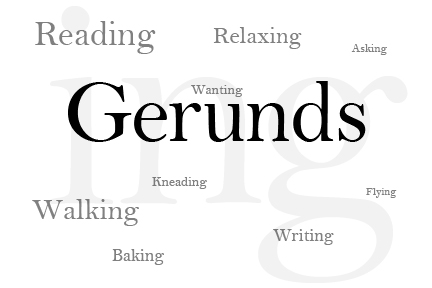 Reading
Relaxing
Asking
Wanting
Gerunds
ing
Kneading
Flying
Walking
Writing
Baking